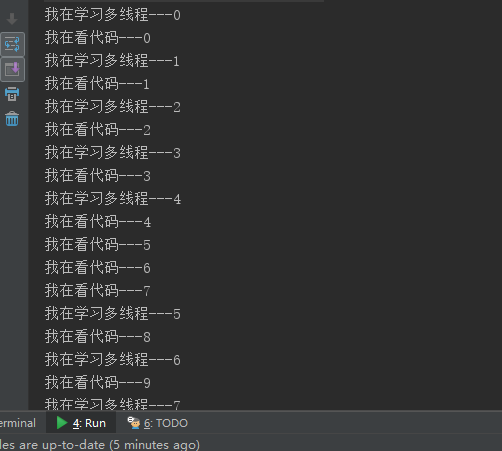 我在学习多线程---0
我在看代码---0
我在学习多线程---1
我在看代码---1
我在学习多线程---2
我在看代码---2
我在学习多线程---3
我在看代码---3
我在学习多线程---4
我在看代码---4
我在看代码---5
我在看代码---6
我在看代码---7
我在学习多线程---5
我在看代码---8
我在学习多线程---6
我在看代码---9
我在学习多线程---7
erminal 4: Run 6: TODO
les are up-to-date (5 minutes ago)